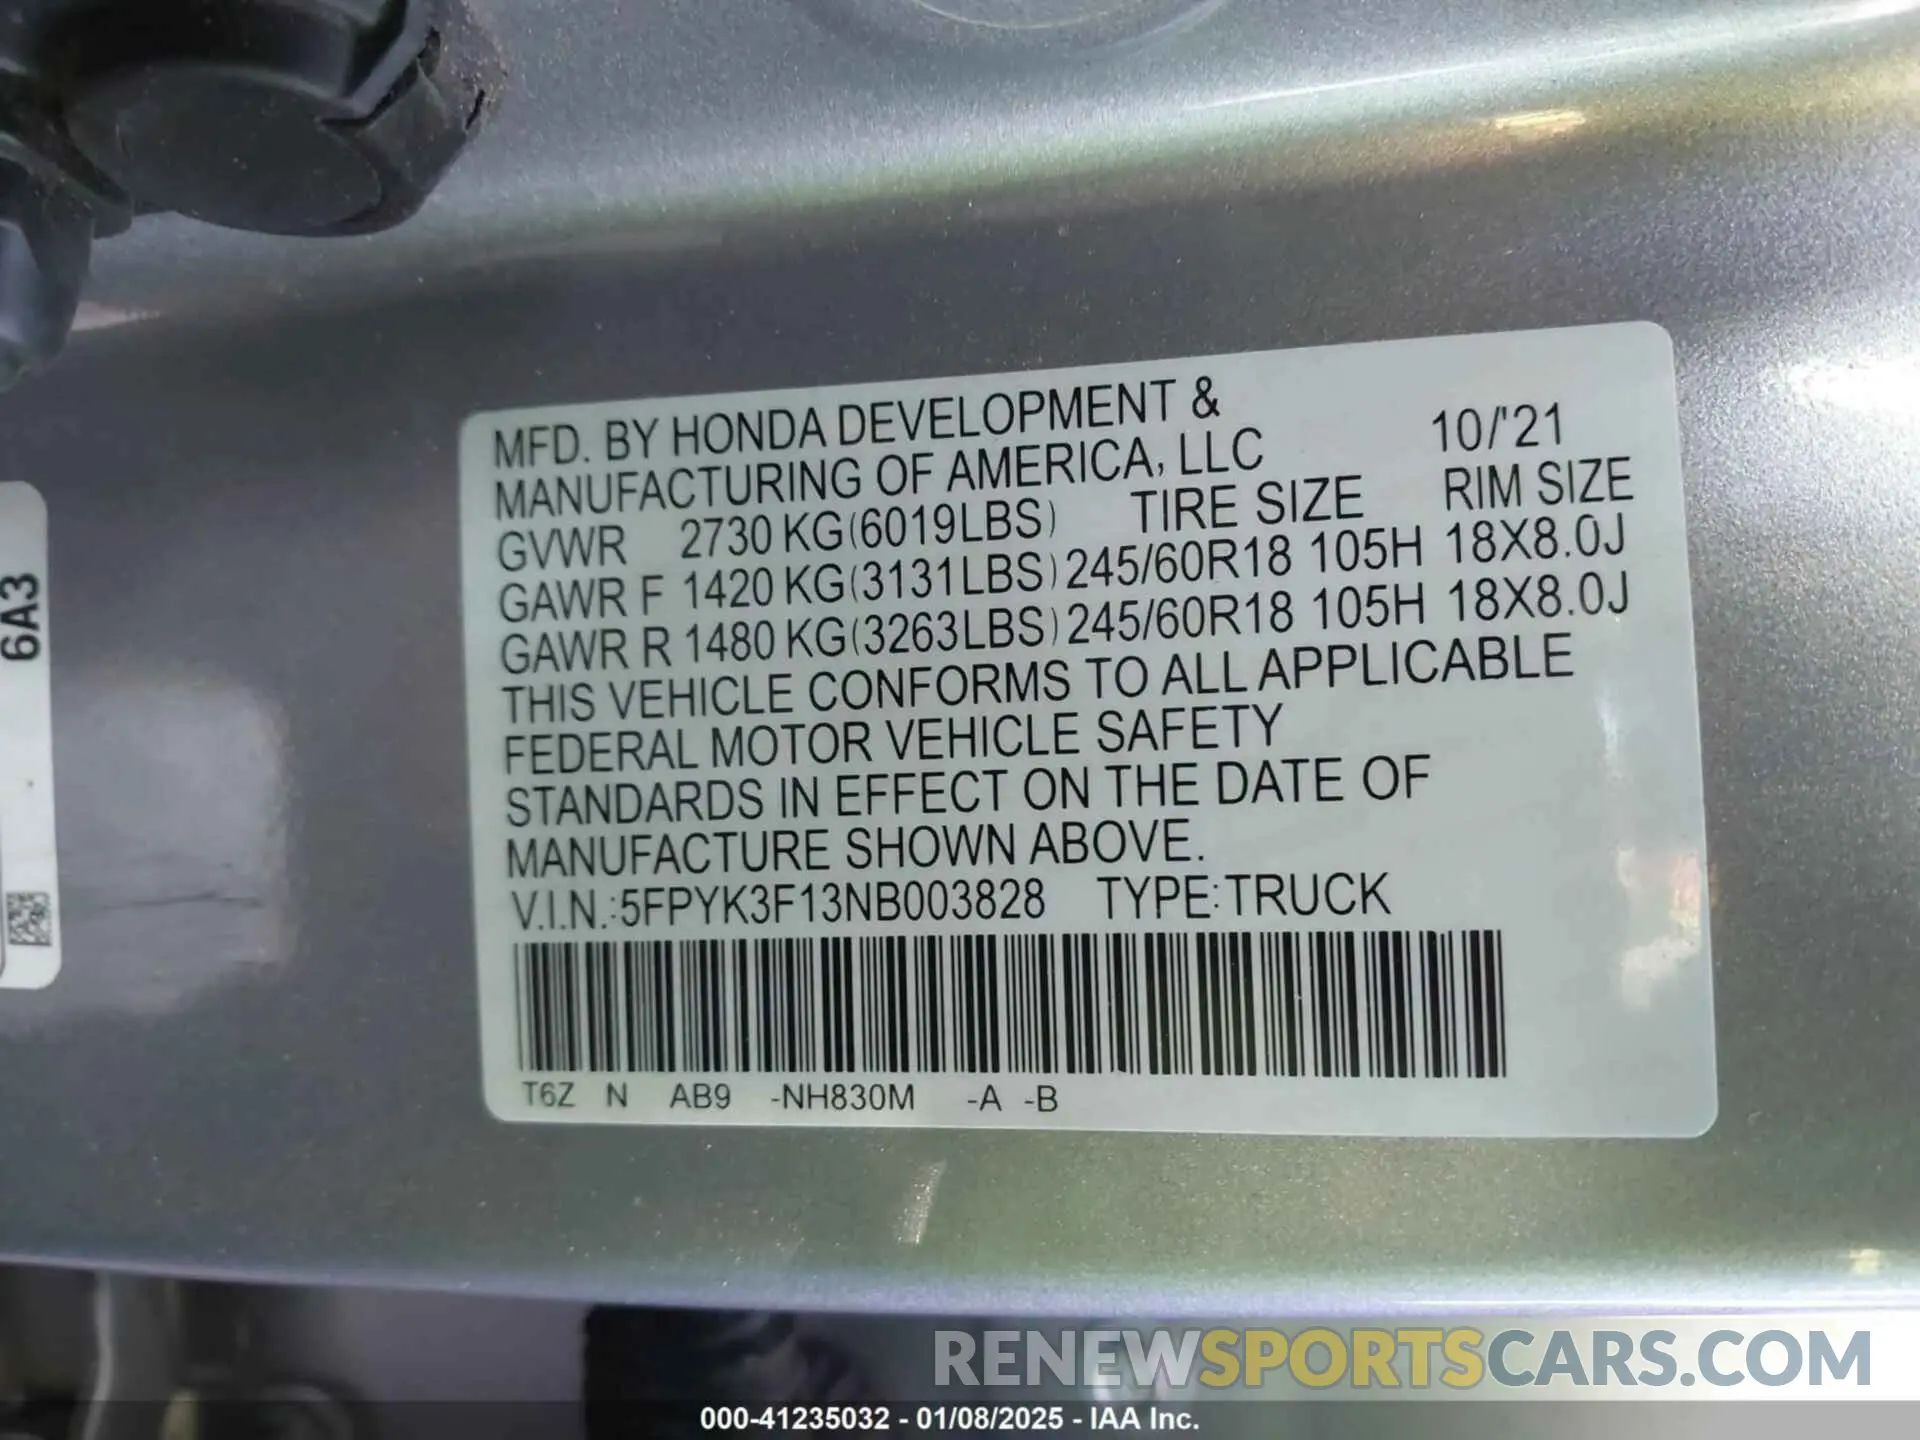 MFD. BY HONDA DEVELOPMENT &
MANUFACTURING OF AMERICA, LLC 10/'21
GVWR 2730 KG(6019LBS) TIRE SIZE RIM SIZE
GAWR F 1420 KG(3131LBS) 245/60R18 105H 18X8.0J
GAWR R 1480 KG(3263LBS) 245/60R18 105H 18X8.0J
THIS VEHICLE CONFORMS TO ALL APPLICABLE
FEDERAL MOTOR VEHICLE SAFETY
STANDARDS IN EFFECT ON THE DATE OF
MANUFACTURE SHOWN ABOVE.
V.I.N.:5FPYK3F13NB003828 TYPE:TRUCK
T6Z N AB9 -NH830M -A -B
6A3
RENEWSPORTSCARS.COM
000-41235032 - 01/08/2025 - IAA Inc.